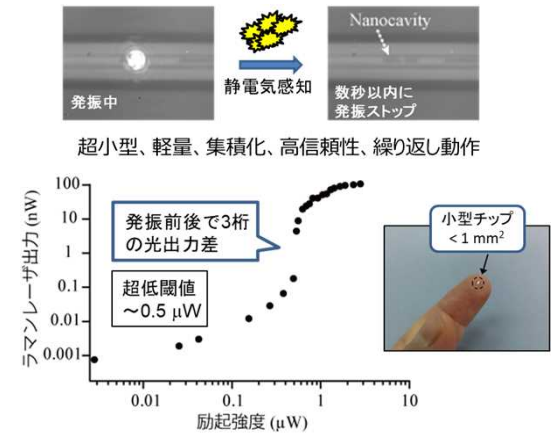 Nanocavity
発振中
静電気感知
数秒以内に
発振ストップ
超小型、軽量、集積化、高信頼性、繰り返し動作
ラマンレーザ出力 (nW)
100
10
1
0.1
0.01
0.001
発振前後で3桁
の光出力差
超低閾値
～0.5 μW
小型チップ
< 1 mm²
0.01
0.1
1
10
励起強度 (μW)